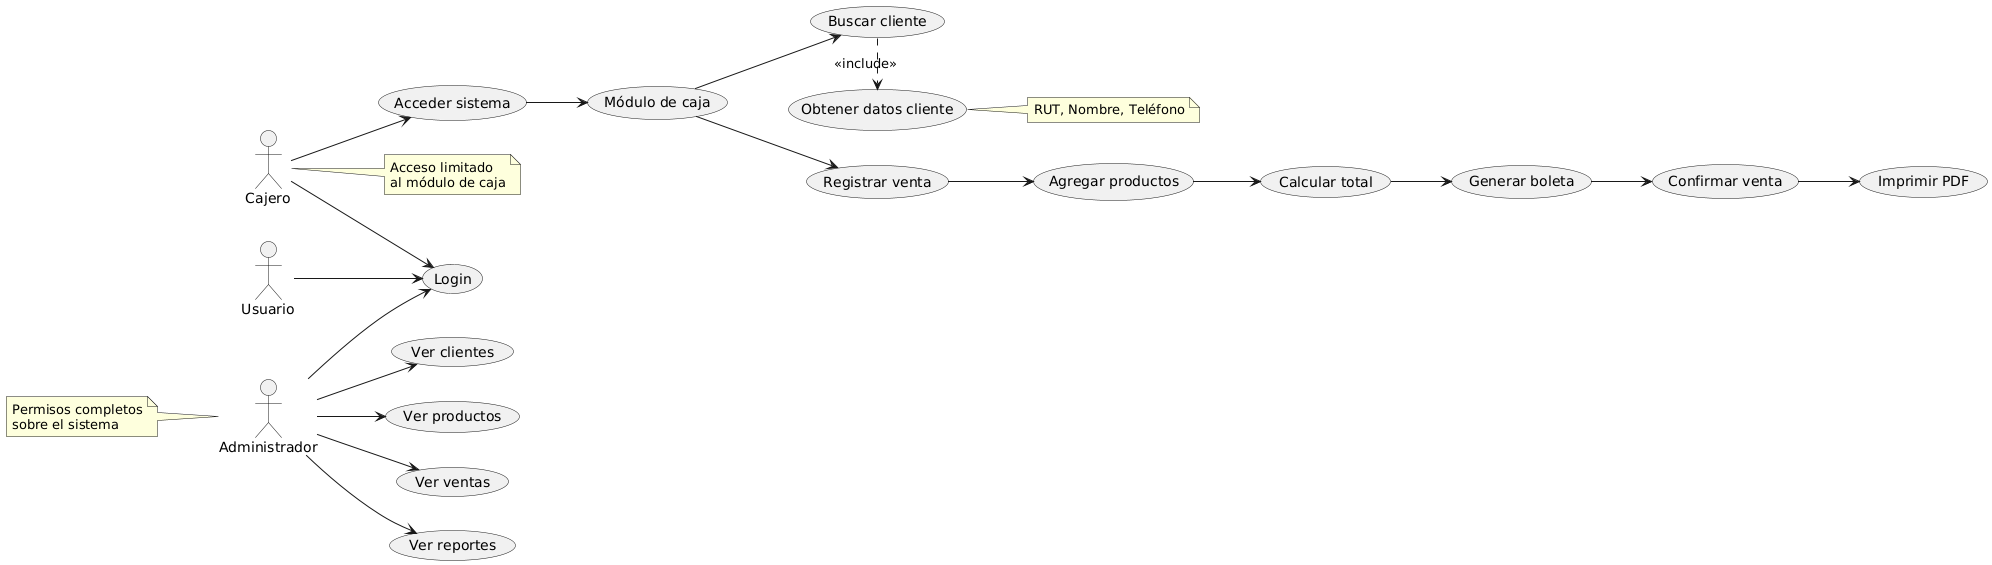 Buscar cliente
«include»
Acceder sistema
Módulo de caja
Obtener datos cliente
RUT, Nombre, Teléfono
Acceso limitado
al módulo de caja
Cajero
Registrar venta
Agregar productos
Calcular total
Generar boleta
Confirmar venta
Imprimir PDF
Login
Usuario
Ver clientes
Permisos completos
sobre el sistema
Ver productos
Administrador
Ver ventas
Ver reportes